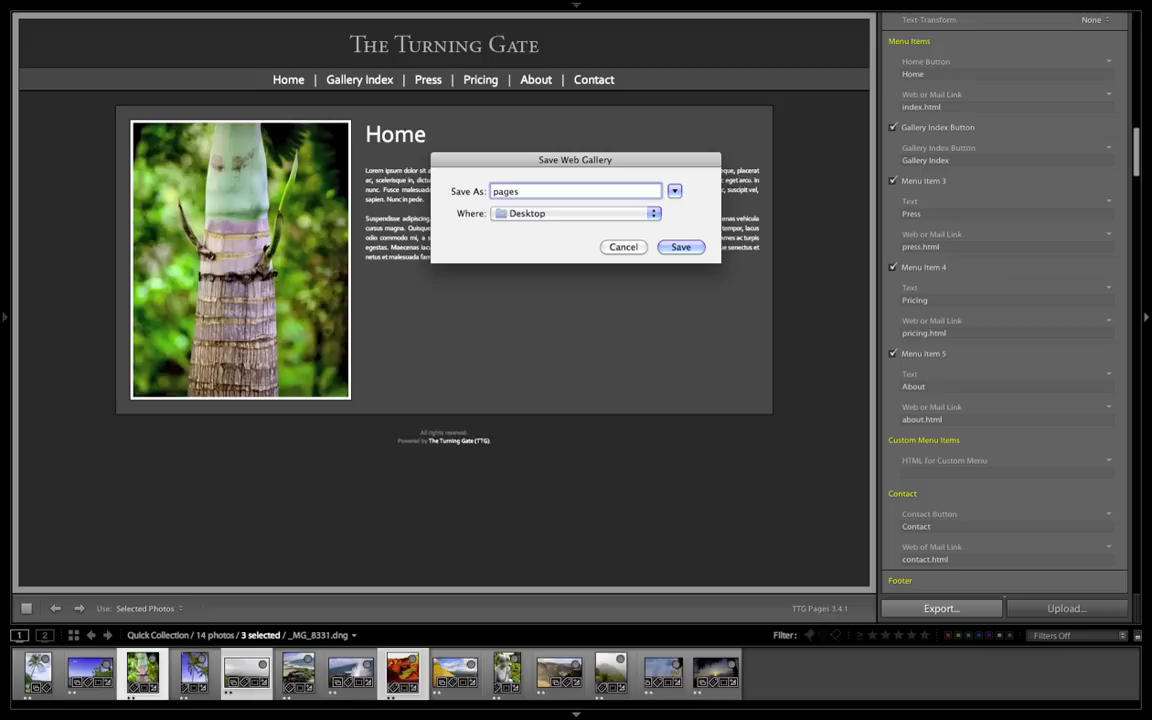 The Turning Gate
Home | Gallery Index | Press | Pricing | About | Contact
Home
Save Web Gallery
Save As: pages
Where: Desktop
Cancel Save
All rights reserved.
Powered by The Turning Gate (TTG).
Text-Transform None
Menu Items
Home Button
Home
Web or Mail Link
index.html
Gallery Index Button
Gallery Index Button
Gallery Index
Menu Item 3
Text
Press
Web or Mail Link
press.html
Menu Item 4
Text
Pricing
Web or Mail Link
pricing.html
Menu Item 5
Text
About
Web or Mail Link
about.html
Custom Menu Items
HTML for Custom Menu
Contact
Contact Button
Contact
Web of Mail Link
contact.html
Footer
Use: Selected Photos
TTG Pages 3.4.1
Export... Upload...
1 2 Quick Collection / 14 photos / 3 selected / _MG_8331.dng
Filter: Filters Off